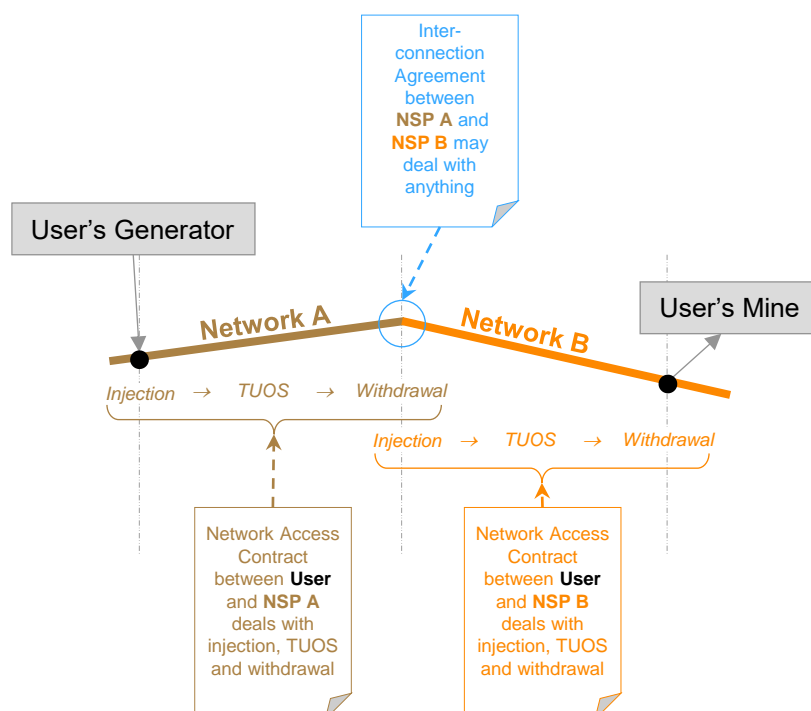 Inter-
connection
Agreement
between
NSP A and
NSP B may
deal with
anything
User's Generator
User's Mine
Network A
Network B
Injection → TUOS → Withdrawal
Injection → TUOS → Withdrawal
Network Access
Contract
between User
and NSP A
deals with
injection, TUOS
and withdrawal
Network Access
Contract
between User
and NSP B
deals with
injection, TUOS
and withdrawal